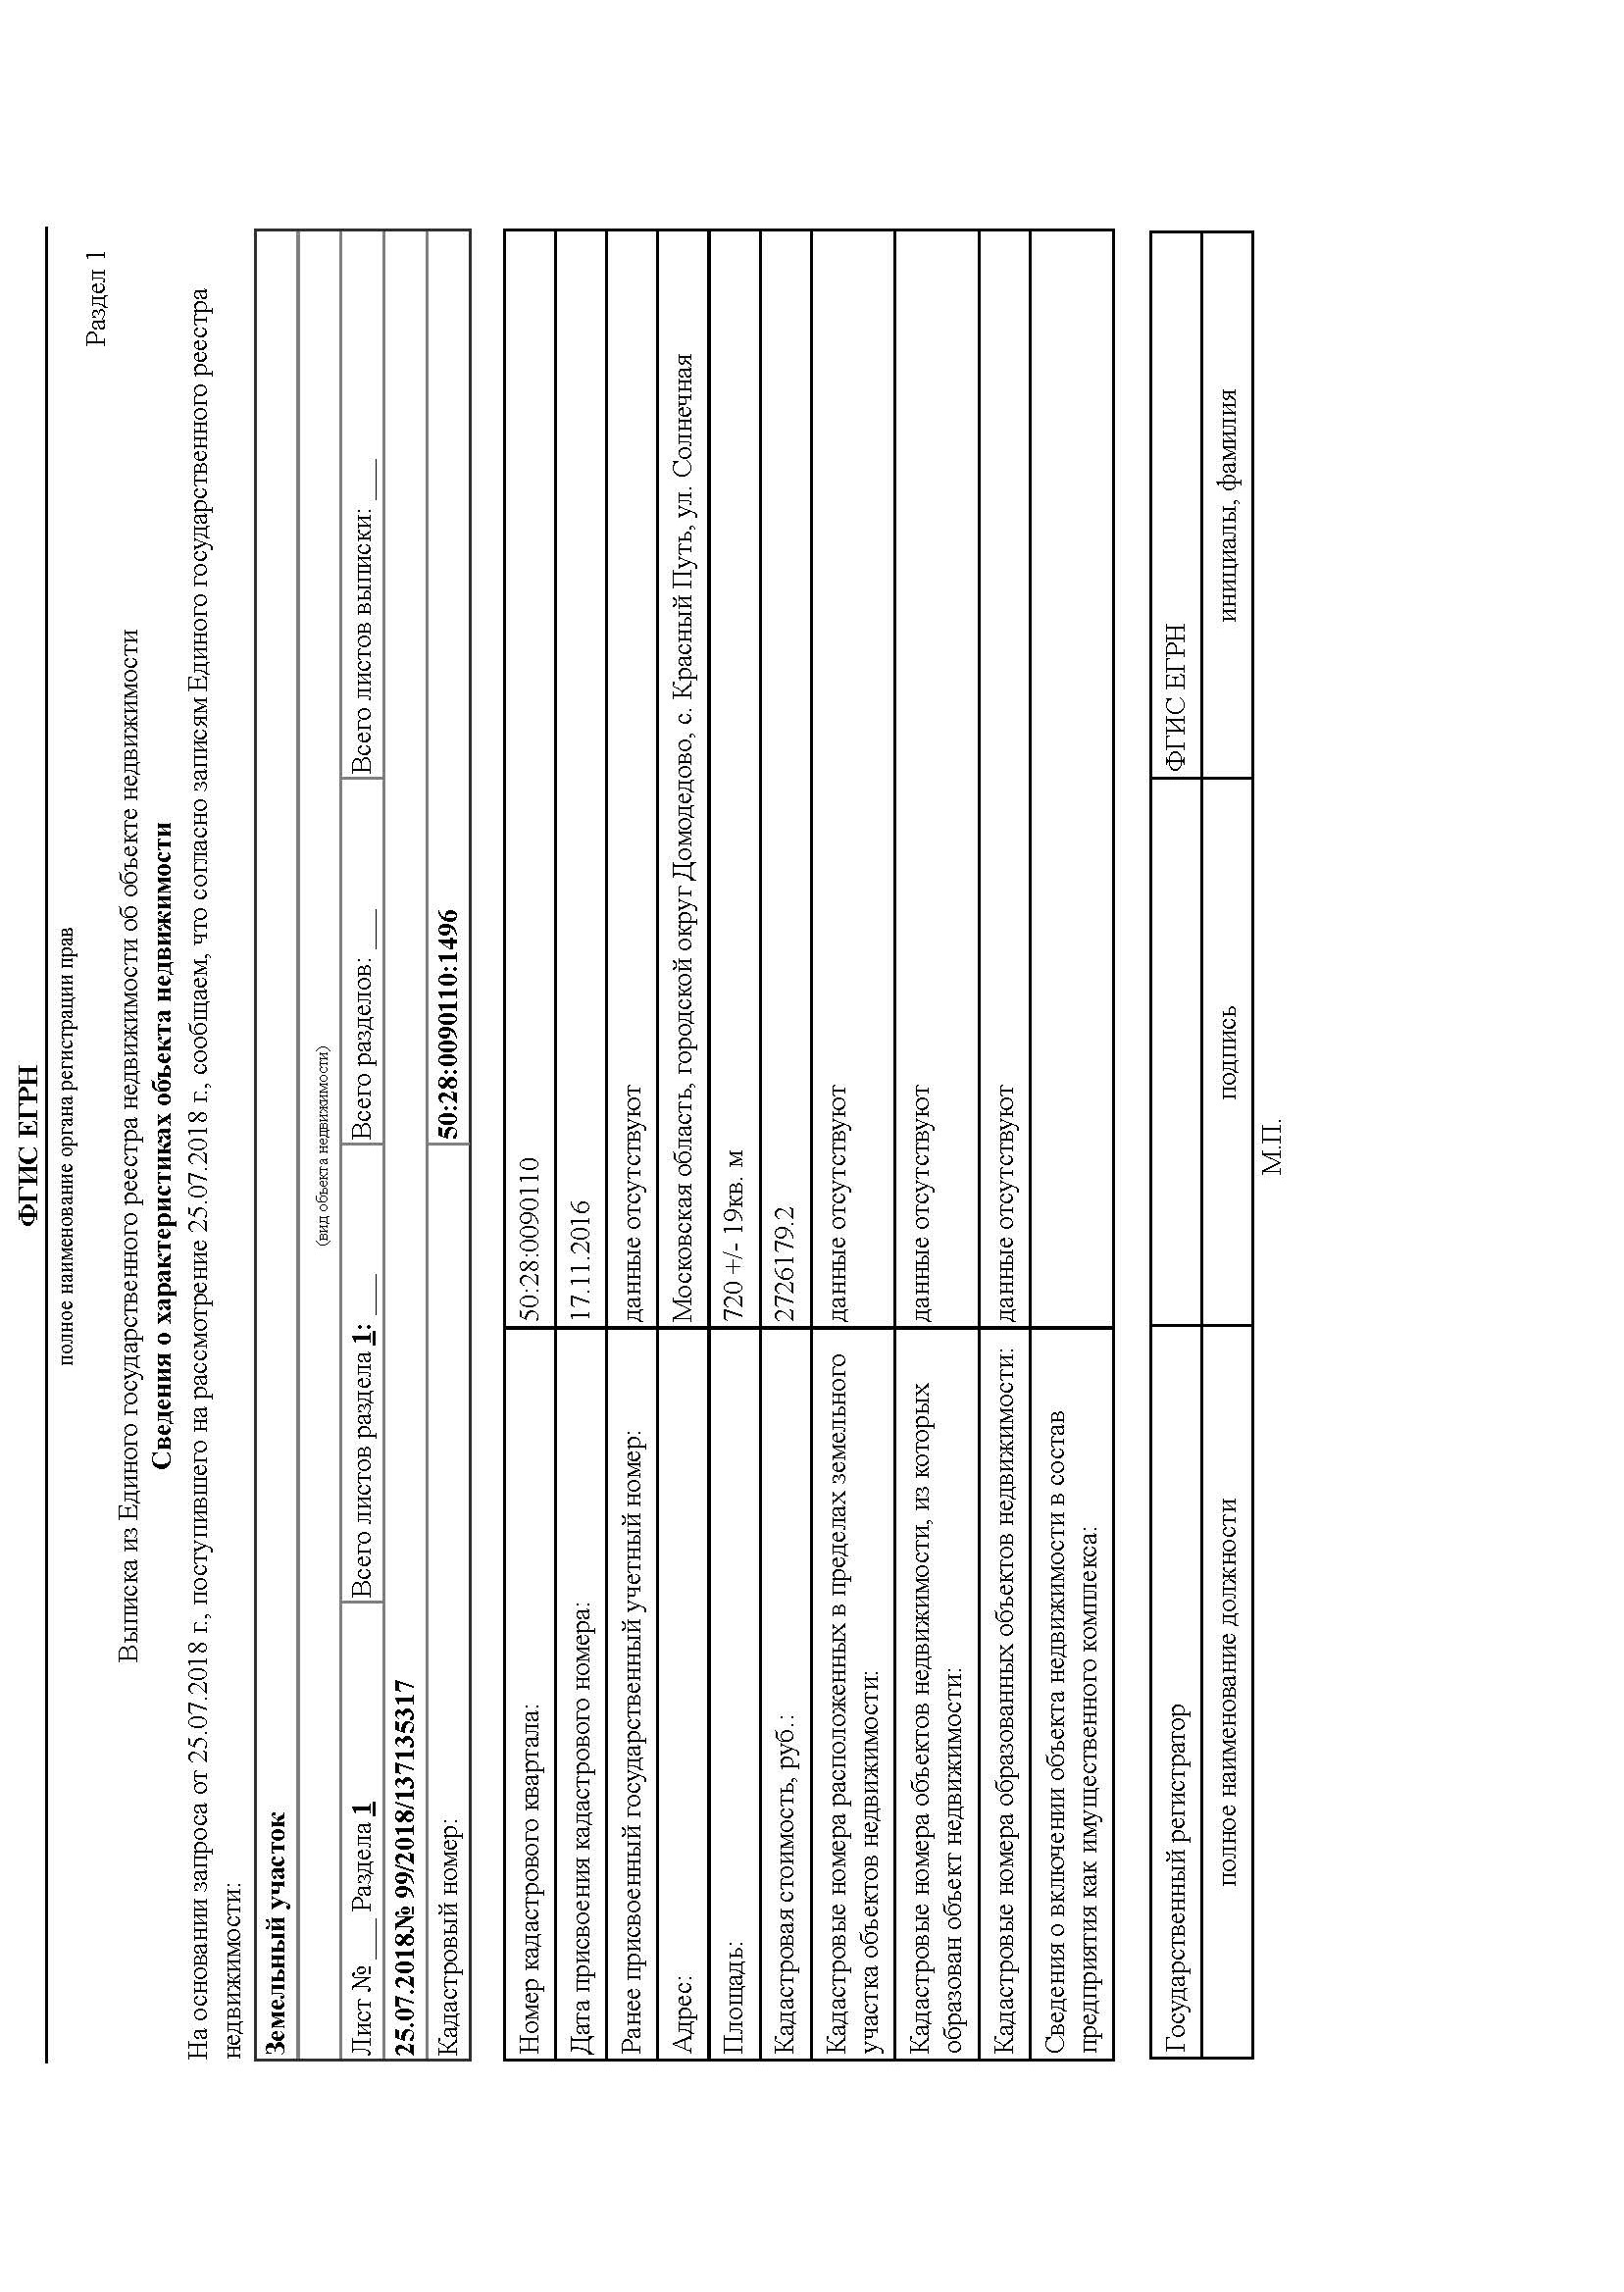 ФГИС ЕГРН
полное наименование органа регистрации прав
Раздел 1
Выписка из Единого государственного реестра недвижимости об объекте недвижимости
Сведения о характеристиках объекта недвижимости
На основании запроса от 25.07.2018 г., поступившего на рассмотрение 25.07.2018 г., сообщаем, что согласно записям Единого государственного реестра
недвижимости:
Земельный участок
(вид объекта недвижимости)
Лист № ___ Раздела 1 Всего листов раздела 1: ___ Всего разделов: ___ Всего листов выписки: ___
25.07.2018№ 99/2018/137135317
Кадастровый номер: 50:28:0090110:1496
Номер кадастрового квартала: 50:28:0090110
Дата присвоения кадастрового номера: 17.11.2016
Ранее присвоенный государственный учетный номер: данные отсутствуют
Адрес: Московская область, городской округ Домодедово, с. Красный Путь, ул. Солнечная
Площадь: 720 +/- 19кв. м
Кадастровая стоимость, руб.: 2726179.2
Кадастровые номера расположенных в пределах земельного данные отсутствуют
участка объектов недвижимости:
Кадастровые номера объектов недвижимости, из которых данные отсутствуют
образован объект недвижимости:
Кадастровые номера образованных объектов недвижимости: данные отсутствуют
Сведения о включении объекта недвижимости в состав
предприятия как имущественного комплекса:
Государственный регистратор ФГИС ЕГРН
полное наименование должности подпись инициалы, фамилия
М.П.